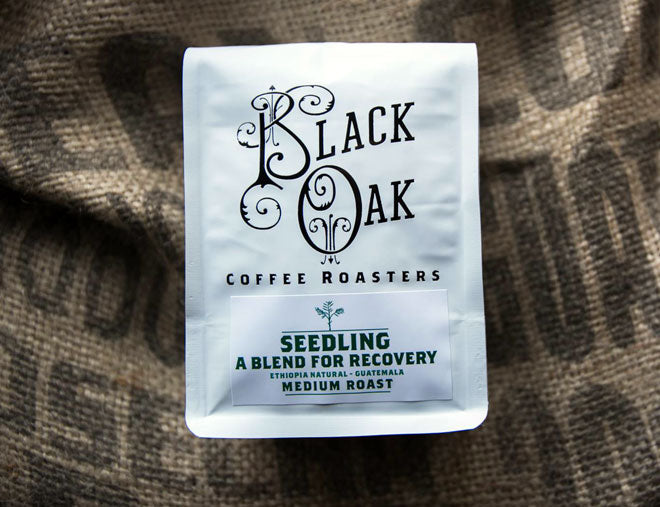 BLACK
OAK
COFFEE ROASTERS
SEEDLING
A BLEND FOR RECOVERY
ETHIOPIA NATURAL - GUATEMALA
MEDIUM ROAST